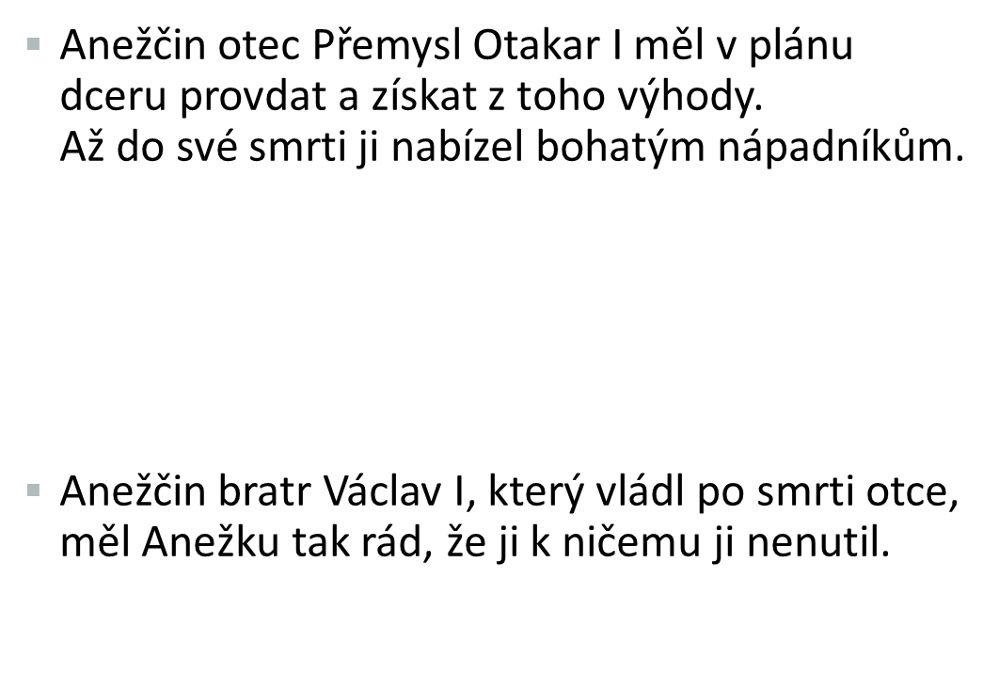 Anežčin otec Přemysl Otakar I měl v plánu
dceru provdat a získat z toho výhody.
Až do své smrti ji nabízel bohatým nápadníkům.
Anežčin bratr Václav I, který vládl po smrti otce,
měl Anežku tak rád, že ji k ničemu ji nenutil.